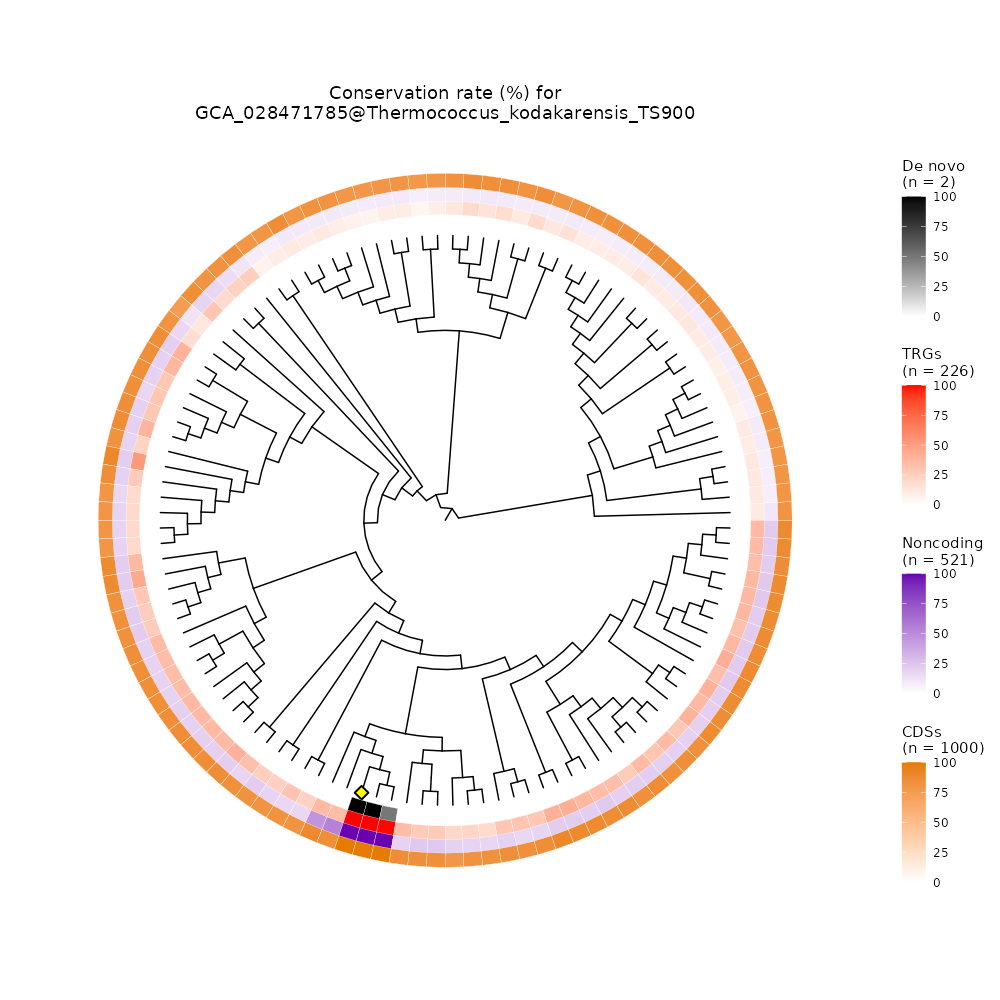 Conservation rate (%) for
GCA_028471785@Thermococcus_kodakarensis_TS900
De novo
(n = 2)
100
75
50
25
0
TRGs
(n = 226)
100
75
50
25
0
Noncoding
(n = 521)
100
75
50
25
0
CDSs
(n = 1000)
100
75
50
25
0